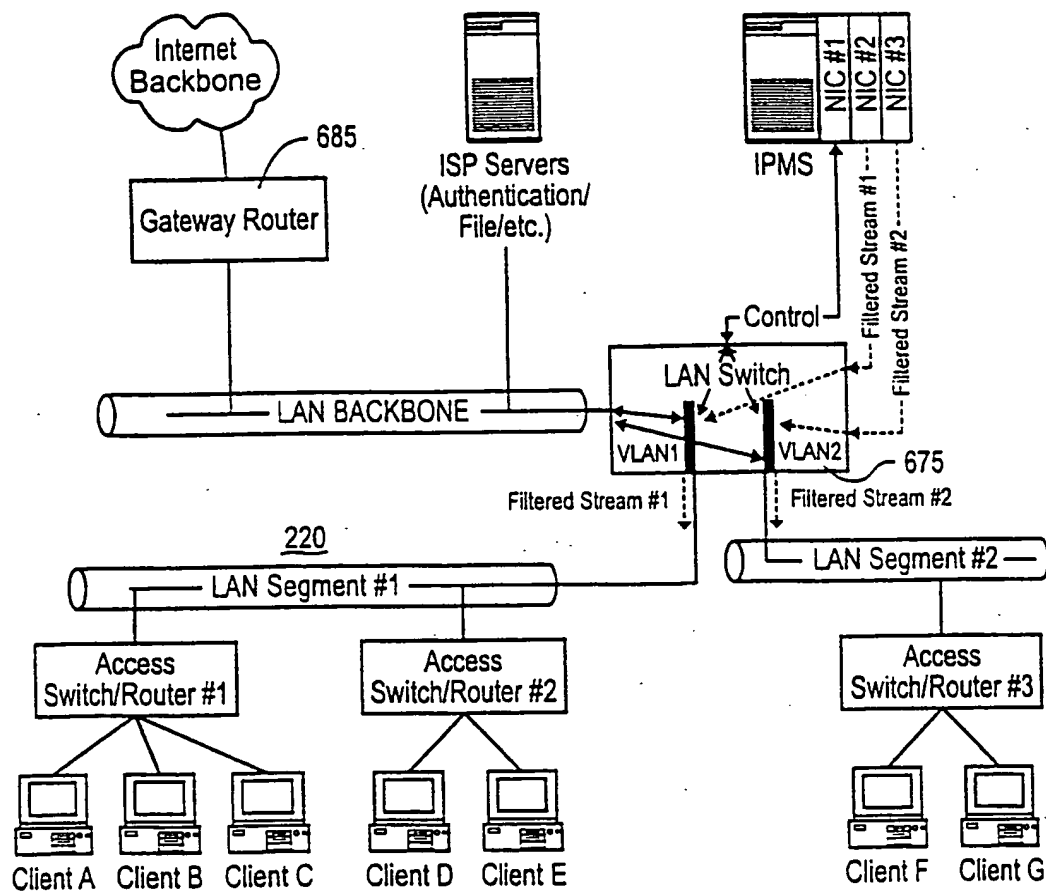 Internet
Backbone
685
Gateway Router
ISP Servers
(Authentication/
File/etc.)
IPMS
NIC #1
NIC #2
NIC #3
Filtered Stream #1
Filtered Stream #2
Control
LAN Switch
LAN BACKBONE
VLAN1
VLAN2
675
Filtered Stream #1
Filtered Stream #2
220
LAN Segment #1
LAN Segment #2
Access
Switch/Router #1
Access
Switch/Router #2
Access
Switch/Router #3
Client A
Client B
Client C
Client D
Client E
Client F
Client G